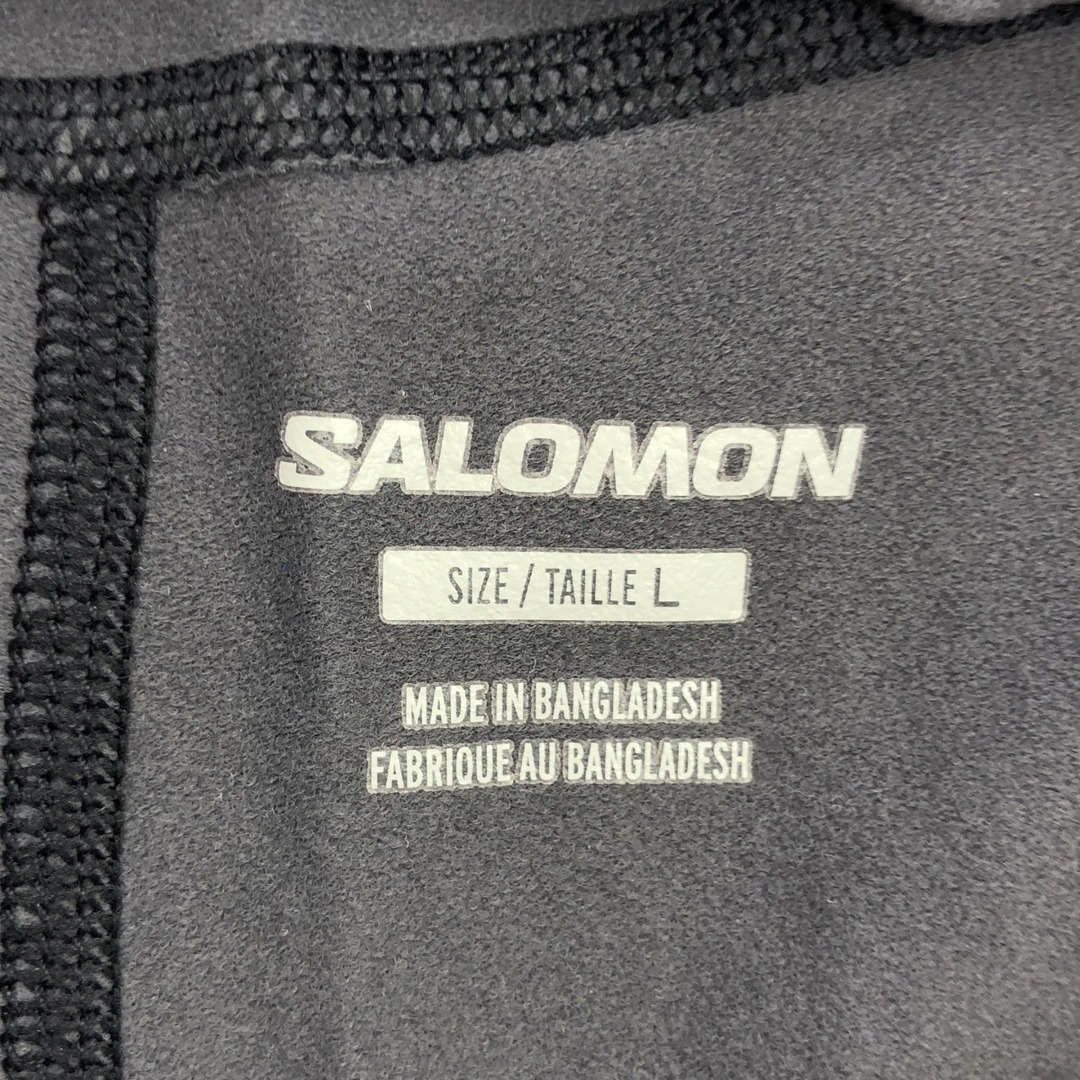 SALOMON
SIZE / TAILLE L
MADE IN BANGLADESH
FABRIQUE AU BANGLADESH